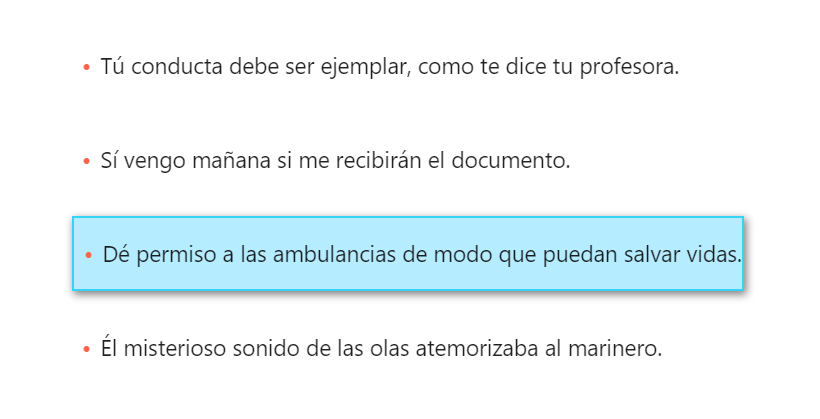 • Tú conducta debe ser ejemplar, como te dice tu profesora.
• Sí vengo mañana si me recibirán el documento.
• Dé permiso a las ambulancias de modo que puedan salvar vidas.
• Él misterioso sonido de las olas atemorizaba al marinero.